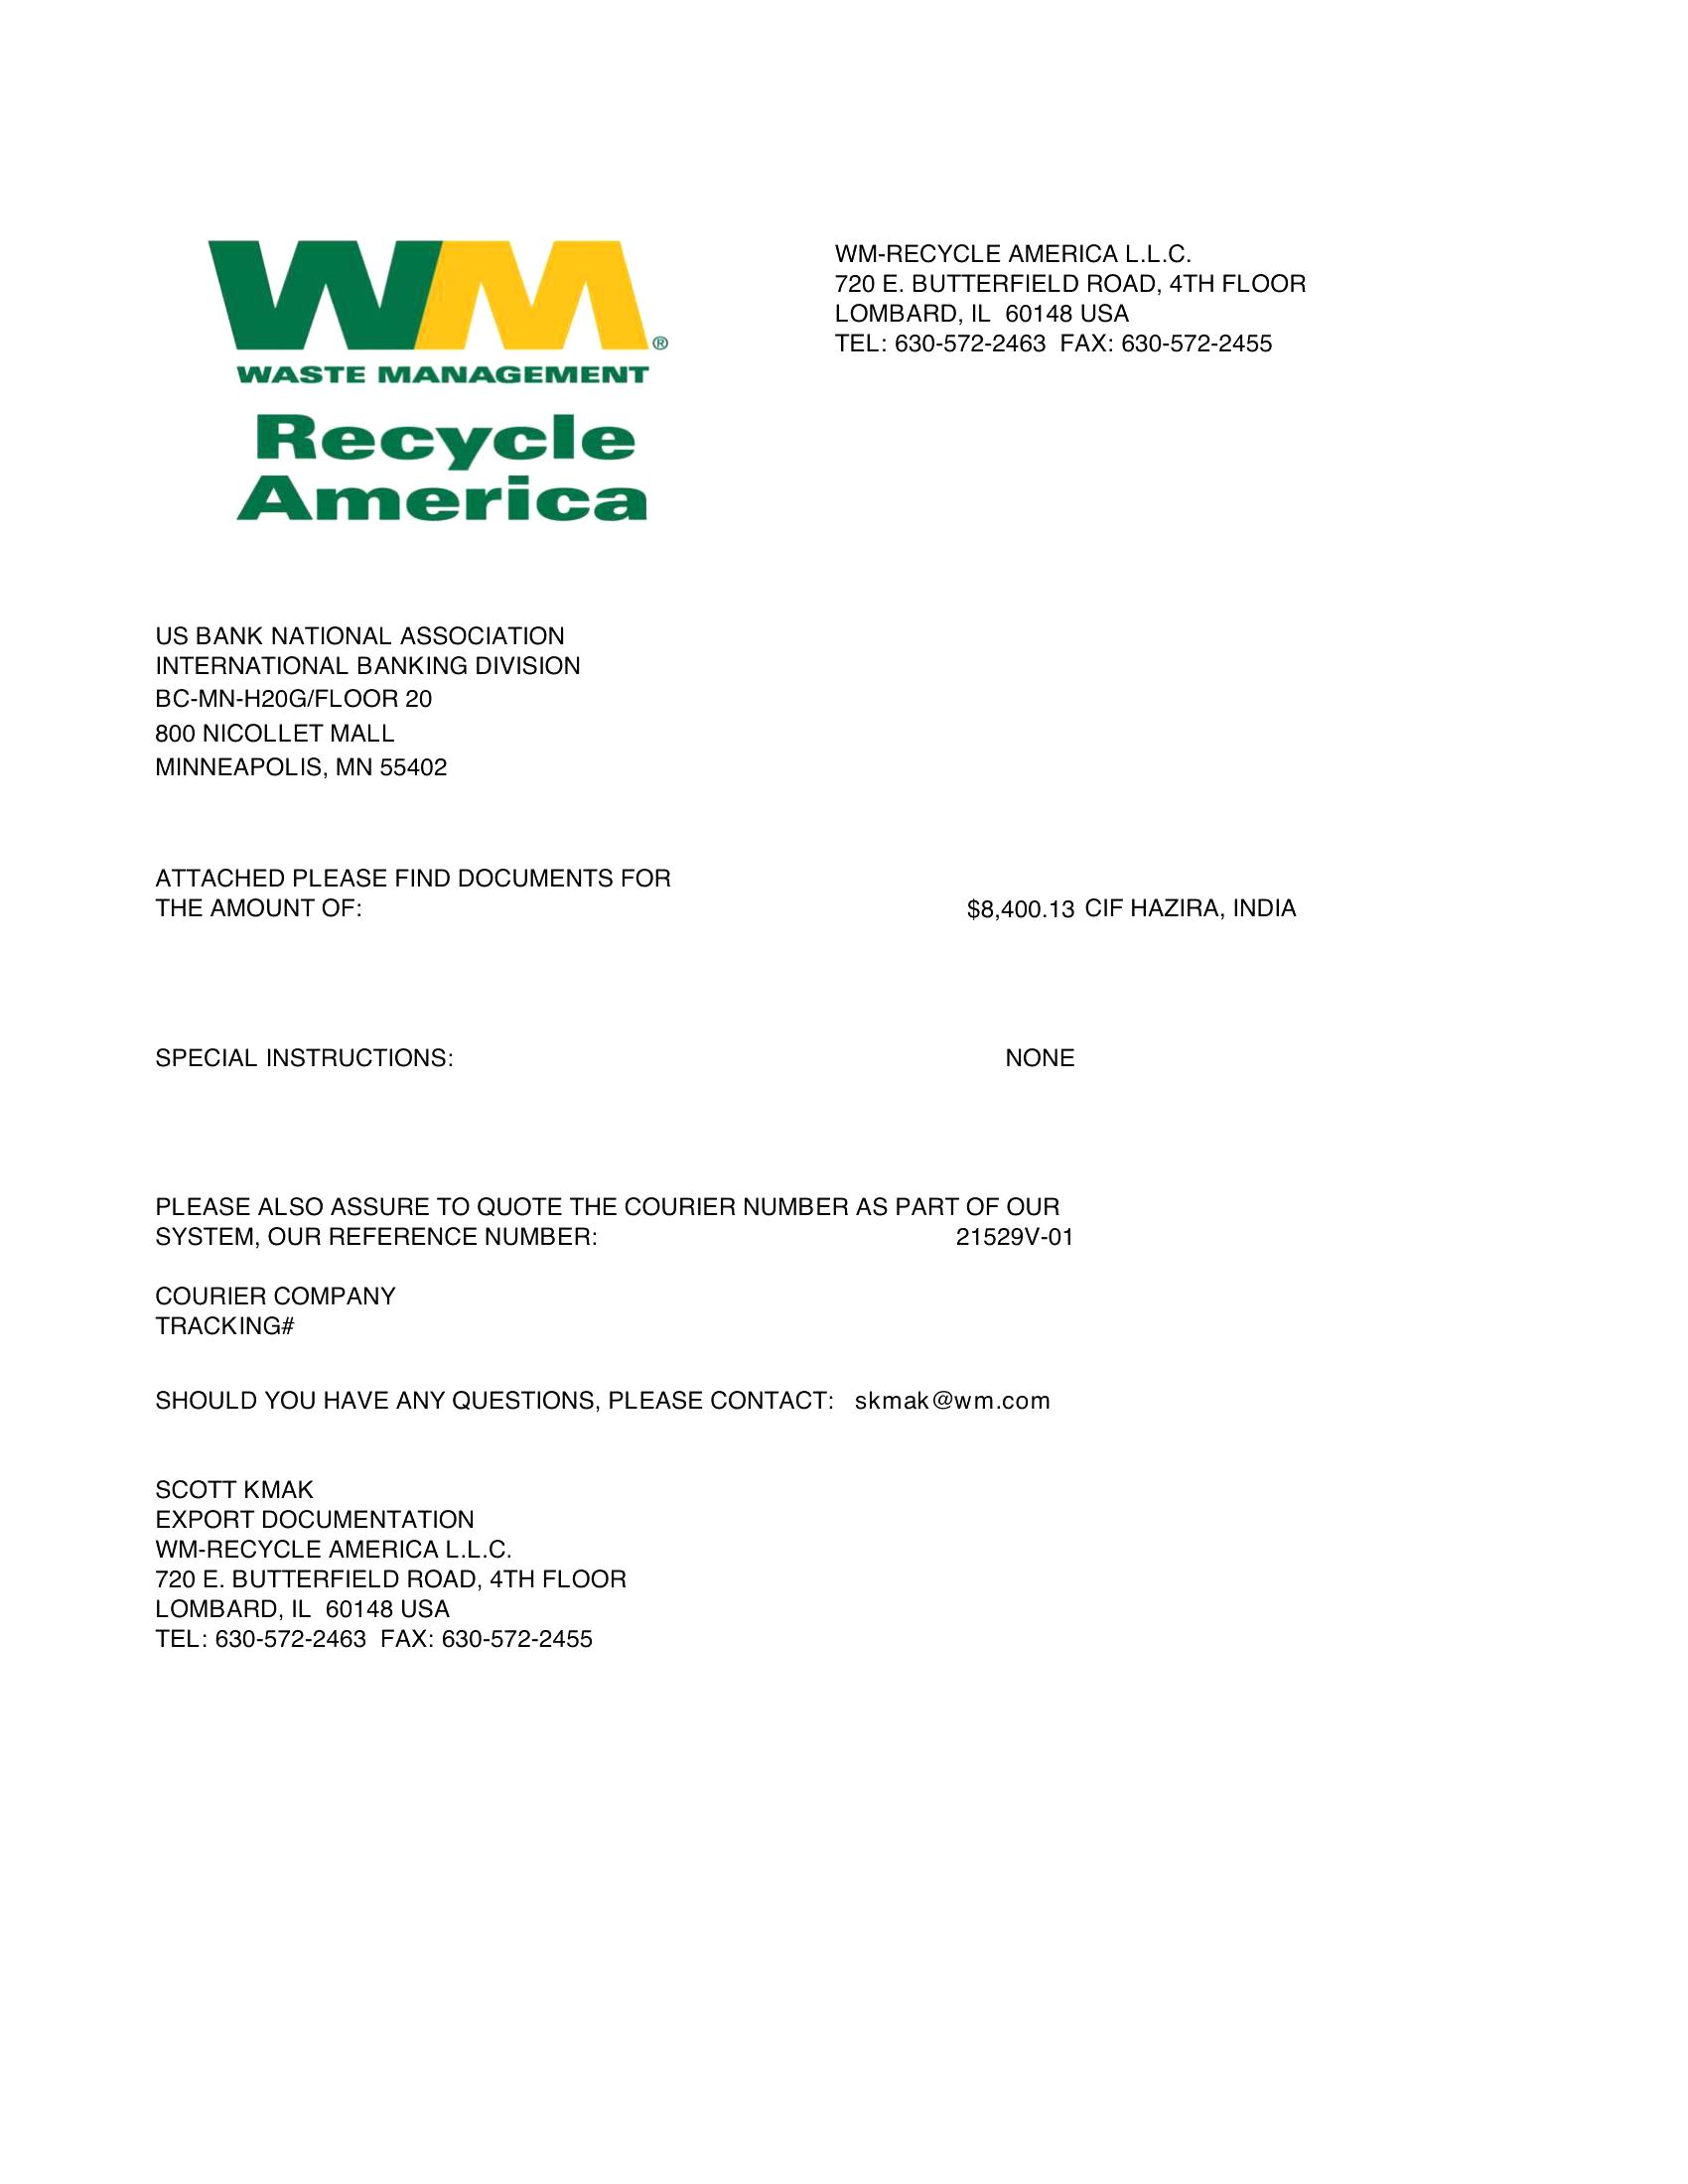 WM®
WASTE MANAGEMENT
Recycle
America
WM-RECYCLE AMERICA L.L.C.
720 E. BUTTERFIELD ROAD, 4TH FLOOR
LOMBARD, IL  60148 USA
TEL: 630-572-2463  FAX: 630-572-2455
US BANK NATIONAL ASSOCIATION
INTERNATIONAL BANKING DIVISION
BC-MN-H20G/FLOOR 20
800 NICOLLET MALL
MINNEAPOLIS, MN 55402
ATTACHED PLEASE FIND DOCUMENTS FOR
THE AMOUNT OF: $8,400.13 CIF HAZIRA, INDIA
SPECIAL INSTRUCTIONS: NONE
PLEASE ALSO ASSURE TO QUOTE THE COURIER NUMBER AS PART OF OUR
SYSTEM, OUR REFERENCE NUMBER: 21529V-01
COURIER COMPANY
TRACKING#
SHOULD YOU HAVE ANY QUESTIONS, PLEASE CONTACT: skmak@wm.com
SCOTT KMAK
EXPORT DOCUMENTATION
WM-RECYCLE AMERICA L.L.C.
720 E. BUTTERFIELD ROAD, 4TH FLOOR
LOMBARD, IL  60148 USA
TEL: 630-572-2463  FAX: 630-572-2455